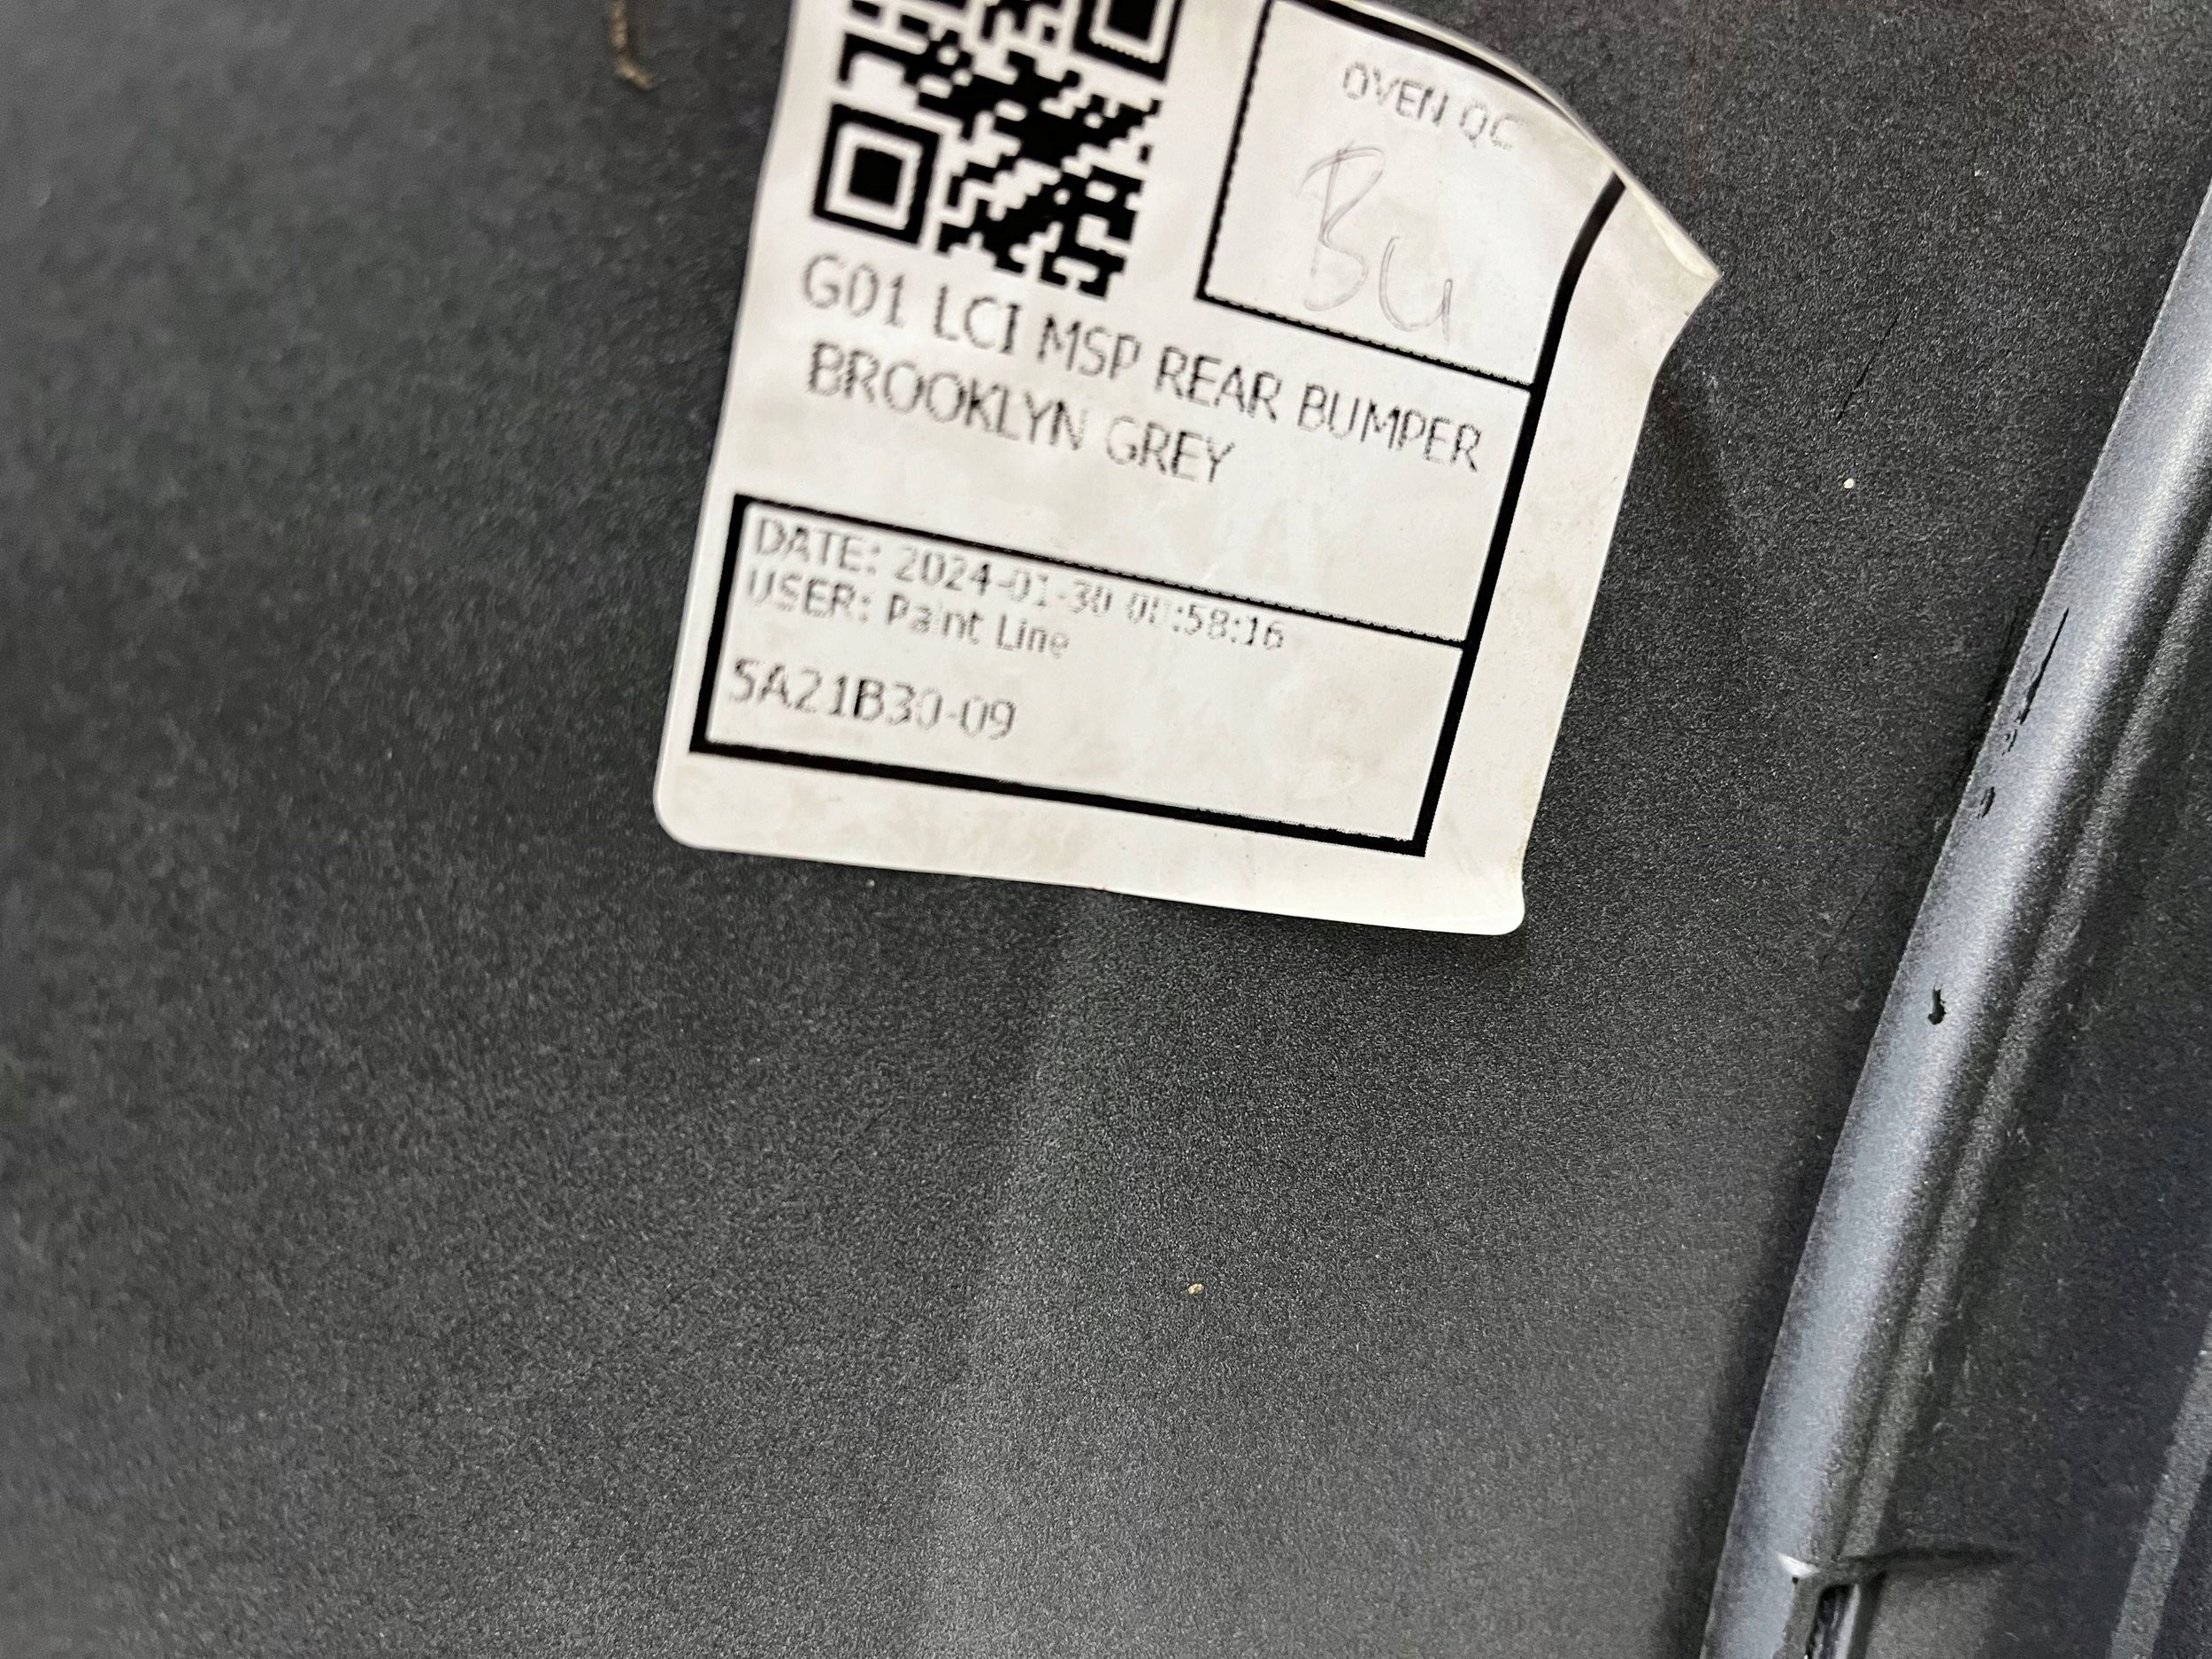 OVEN QC
Bu
G01 LCI MSP REAR BUMPER
BROOKLYN GREY
DATE: 2024-01-30
USER: Paint Line
5A21B30-09